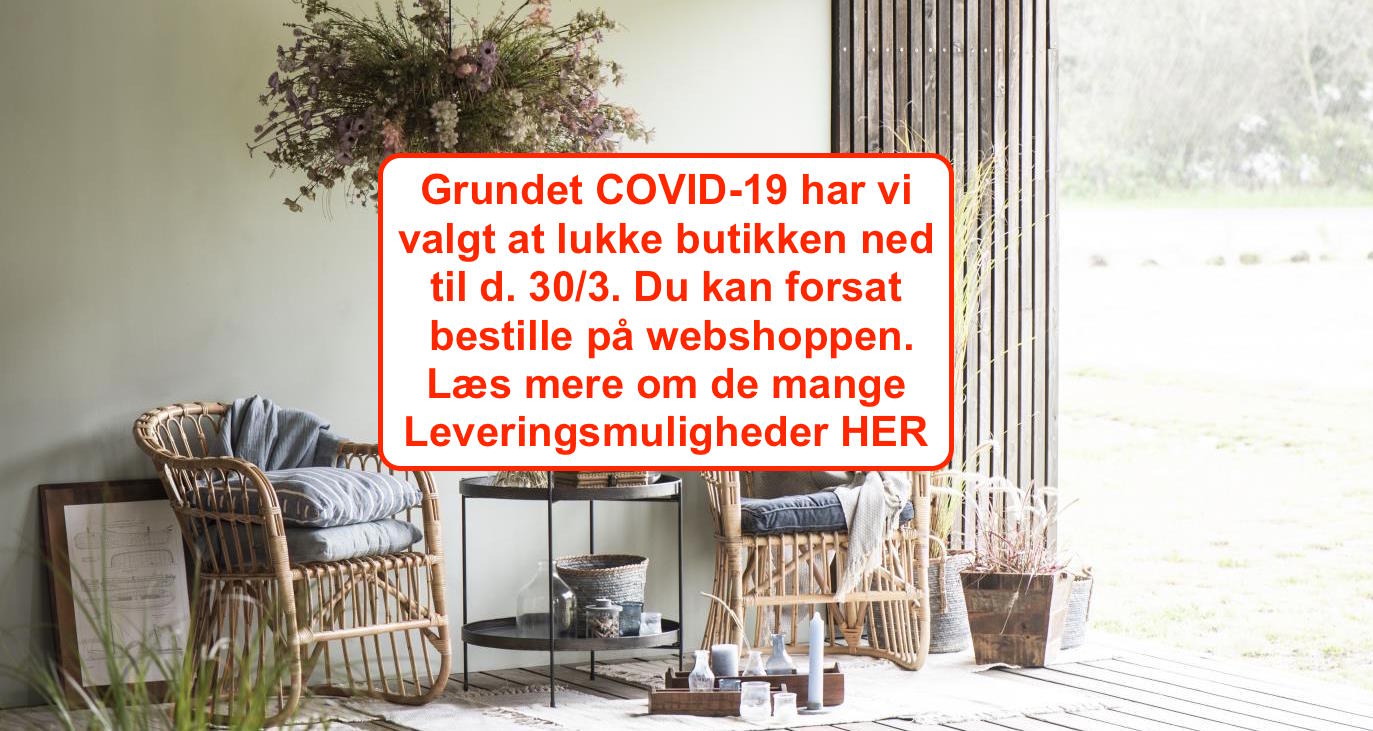 Grundet COVID-19 har vi
valgt at lukke butikken ned
til d. 30/3. Du kan forsat
bestille på webshoppen.
Læs mere om de mange
Leveringsmuligheder HER